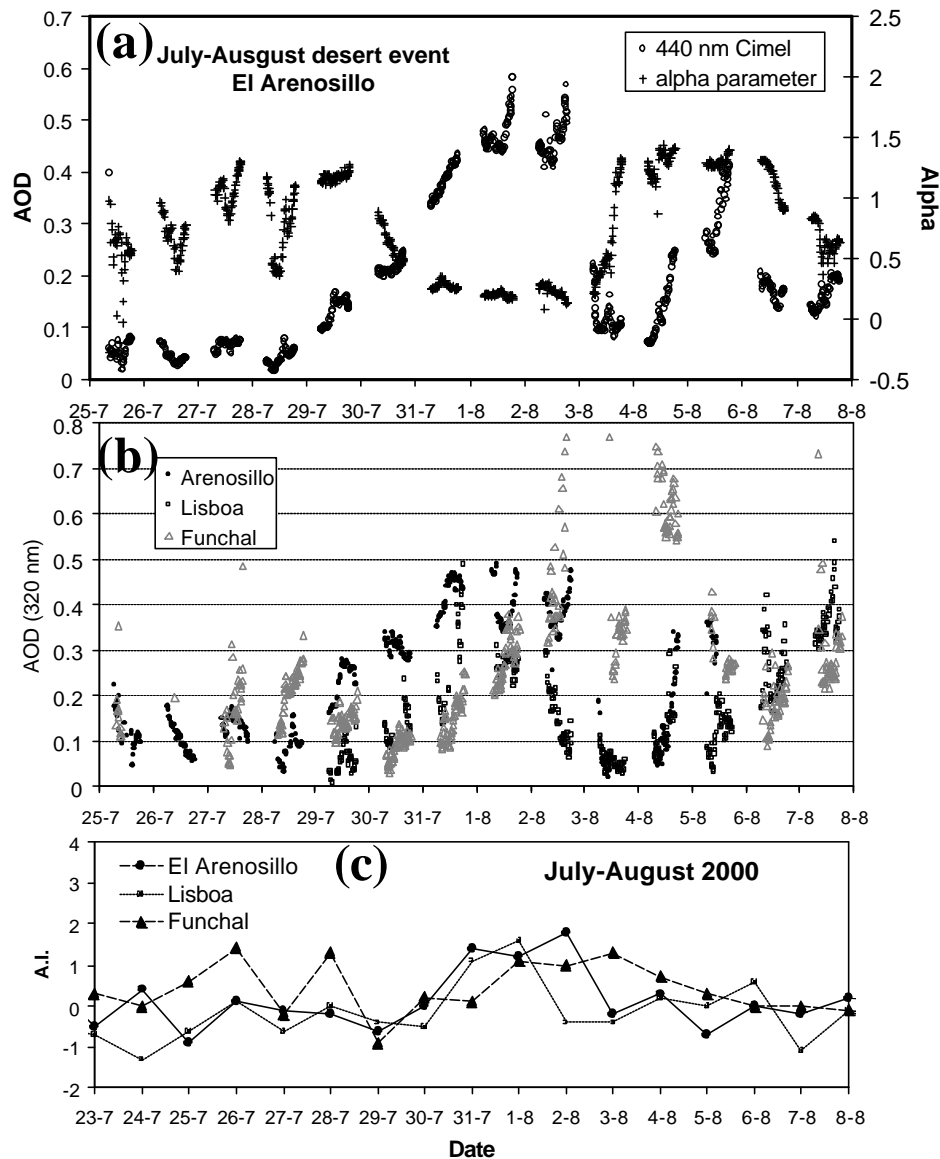 (a)
July-Ausgust desert event
El Arenosillo
440 nm Cimel
alpha parameter
0.7
0.6
0.5
0.4
0.3
0.2
0.1
0
AOD
2.5
2
1.5
1
0.5
0
-0.5
Alpha
25-7 26-7 27-7 28-7 29-7 30-7 31-7 1-8 2-8 3-8 4-8 5-8 6-8 7-8 8-8
(b)
Arenosillo
Lisboa
Funchal
0.8
0.7
0.6
0.5
0.4
0.3
0.2
0.1
0
AOD (320 nm)
25-7 26-7 27-7 28-7 29-7 30-7 31-7 1-8 2-8 3-8 4-8 5-8 6-8 7-8 8-8
(c)
July-August 2000
El Arenosillo
Lisboa
Funchal
4
3
2
1
0
-1
-2
A.I.
23-7 24-7 25-7 26-7 27-7 28-7 29-7 30-7 31-7 1-8 2-8 3-8 4-8 5-8 6-8 7-8 8-8
Date